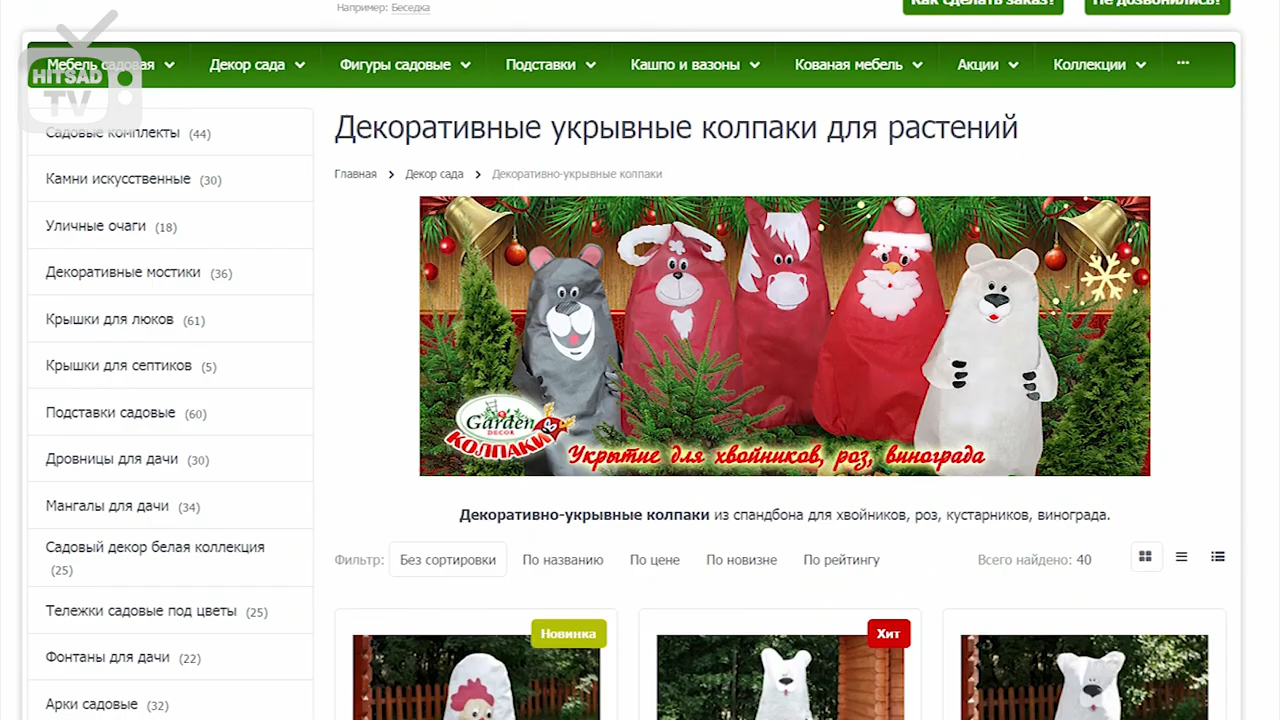 Например: Беседка
Как сделать заказ?
Не дозвонились?
Мебель садовая
Декор сада
Фигуры садовые
Подставки
Кашпо и вазоны
Кованая мебель
Акции
Коллекции
...
HITSAD
TV
Садовые комплекты (44)
Камни искусственные (30)
Уличные очаги (18)
Декоративные мостики (36)
Крышки для люков (61)
Крышки для септиков (5)
Подставки садовые (60)
Дровницы для дачи (30)
Мангалы для дачи (34)
Садовый декор белая коллекция
(25)
Тележки садовые под цветы (25)
Фонтаны для дачи (22)
Арки садовые (32)
Декоративные укрывные колпаки для растений
Главная > Декор сада > Декоративно-укрывные колпаки
Garden
DECOR
КОЛПАКИ
Укрытие для хвойников, роз, винограда
Декоративно-укрывные колпаки из спандбона для хвойников, роз, кустарников, винограда.
Фильтр: Без сортировки По названию По цене По новизне По рейтингу Всего найдено: 40
Новинка
Хит